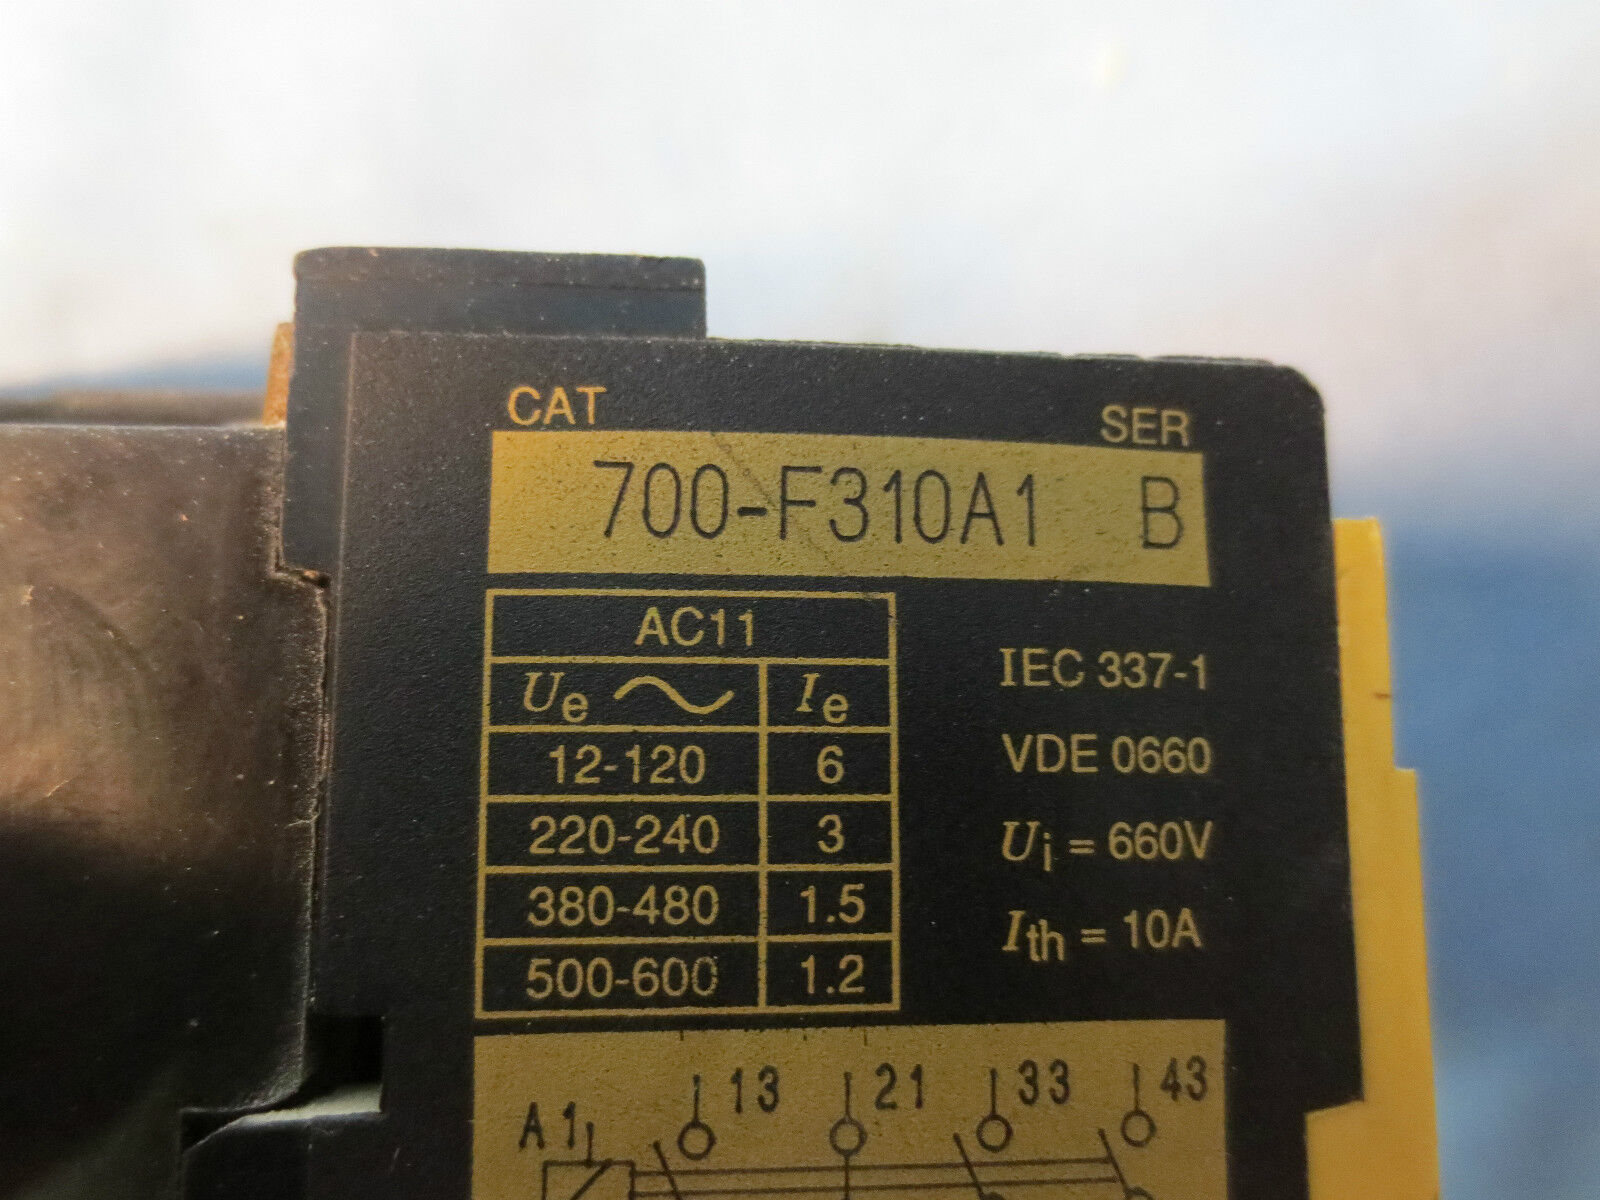 CAT SER
700-F310A1 B
AC11
Ue Ie
12-120 6
220-240 3
380-480 1.5
500-600 1.2
IEC 337-1
VDE 0660
Ui = 660V
Ith = 10A
A1 13 21 33 43